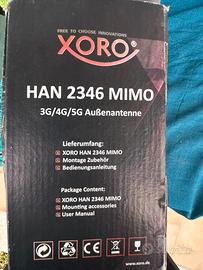 FREE TO CHOOSE INNOVATIONS
XORO
HAN 2346 MIMO
3G/4G/5G Außenantenne
Lieferumfang:
XORO HAN 2346 MIMO
Montage Zubehör
Bedienungsanleitung
Package Content:
XORO HAN 2346 MIMO
Mounting accessories
User Manual
www.xoro.de